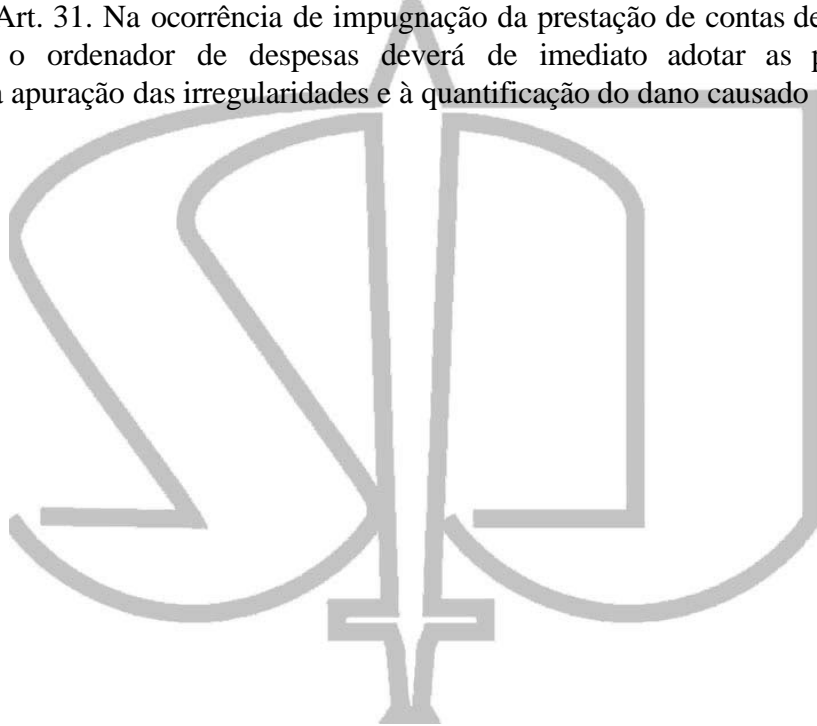 Art. 31. Na ocorrência de impugnação da prestação de contas de
o ordenador de despesas deverá de imediato adotar as
apuração das irregularidades e à quantificação do dano causado